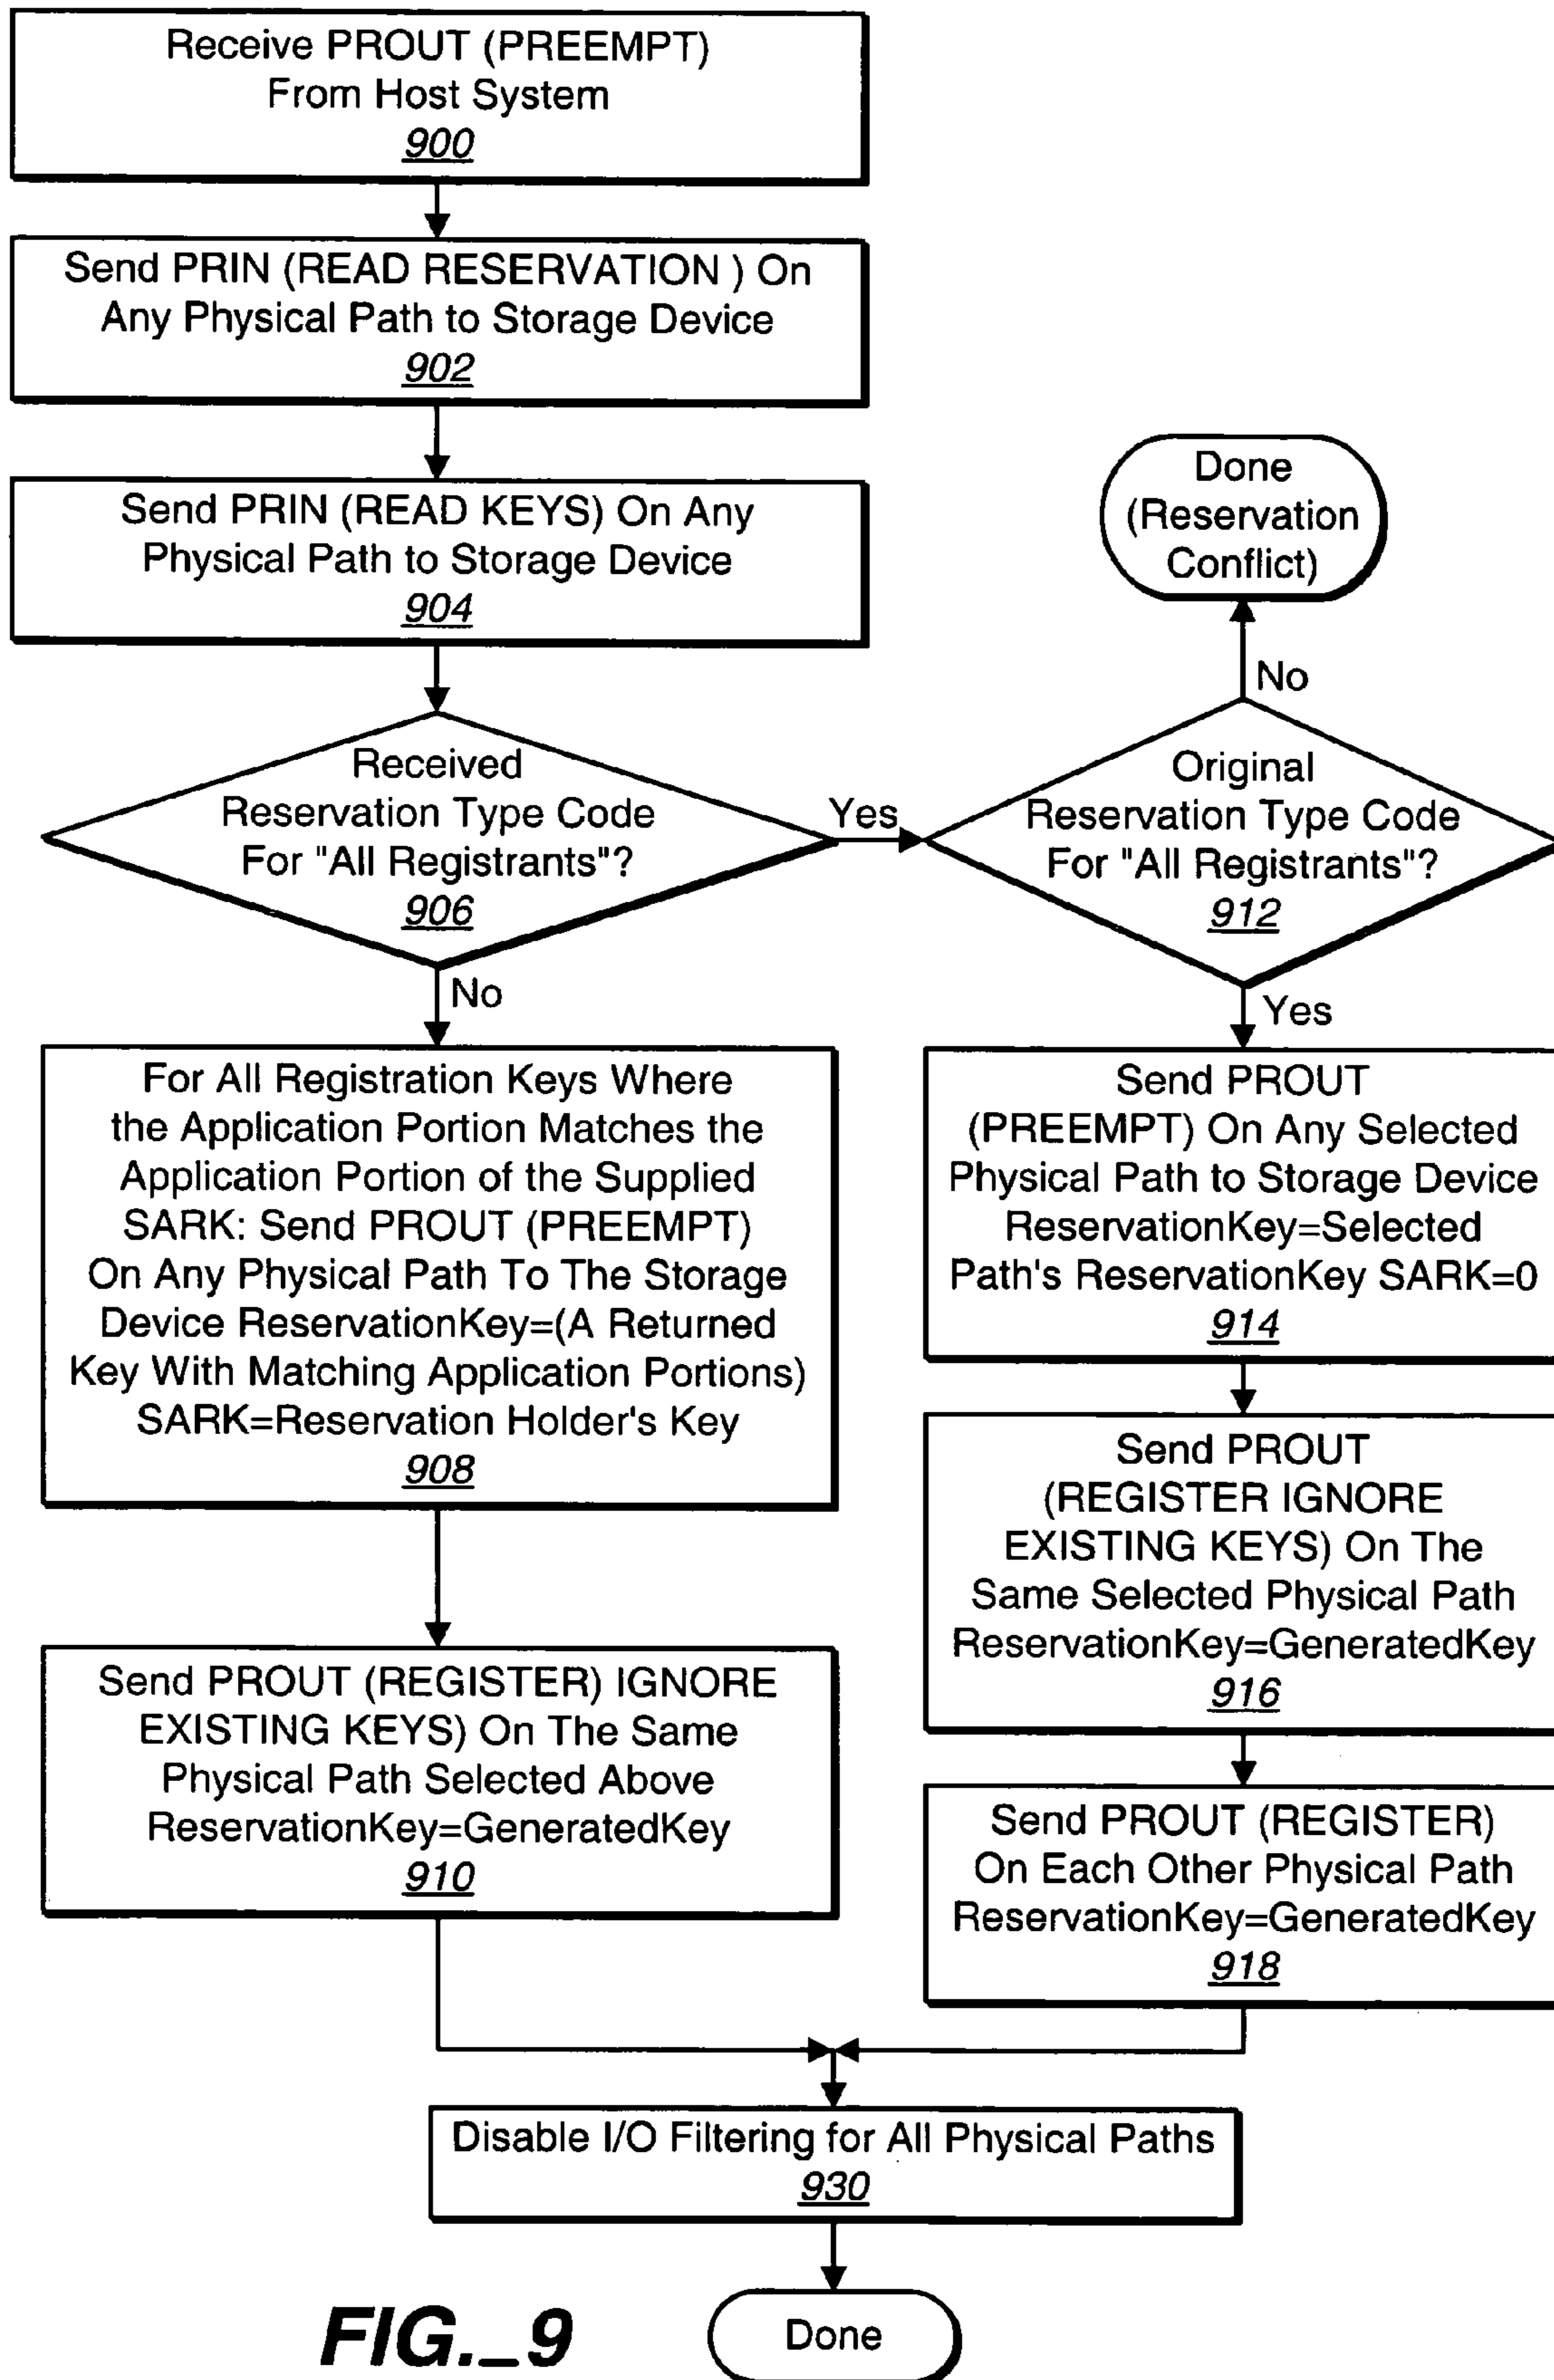 Receive PROUT (PREEMPT)
From Host System
900
Send PRIN (READ RESERVATION ) On
Any Physical Path to Storage Device
902
Send PRIN (READ KEYS) On Any
Physical Path to Storage Device
904
Received
Reservation Type Code
For "All Registrants"?
906
Yes
No
Original
Reservation Type Code
For "All Registrants"?
912
No
Done
(Reservation
Conflict)
Yes
For All Registration Keys Where
the Application Portion Matches the
Application Portion of the Supplied
SARK: Send PROUT (PREEMPT)
On Any Physical Path To The Storage
Device ReservationKey=(A Returned
Key With Matching Application Portions)
SARK=Reservation Holder's Key
908
Send PROUT (REGISTER) IGNORE
EXISTING KEYS) On The Same
Physical Path Selected Above
ReservationKey=GeneratedKey
910
Send PROUT
(PREEMPT) On Any Selected
Physical Path to Storage Device
ReservationKey=Selected
Path's ReservationKey SARK=0
914
Send PROUT
(REGISTER IGNORE
EXISTING KEYS) On The
Same Selected Physical Path
ReservationKey=GeneratedKey
916
Send PROUT (REGISTER)
On Each Other Physical Path
ReservationKey=GeneratedKey
918
Disable I/O Filtering for All Physical Paths
930
Done
FIG._9